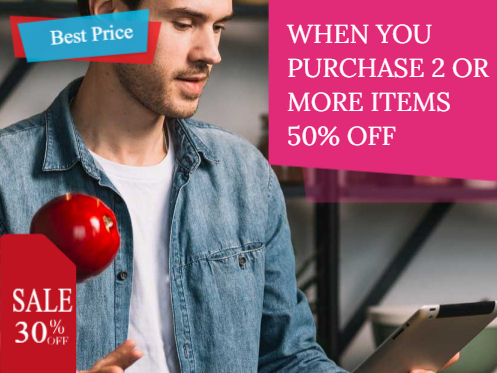 Best Price
WHEN YOU
PURCHASE 2 OR
MORE ITEMS
50% OFF
SALE
30% OFF